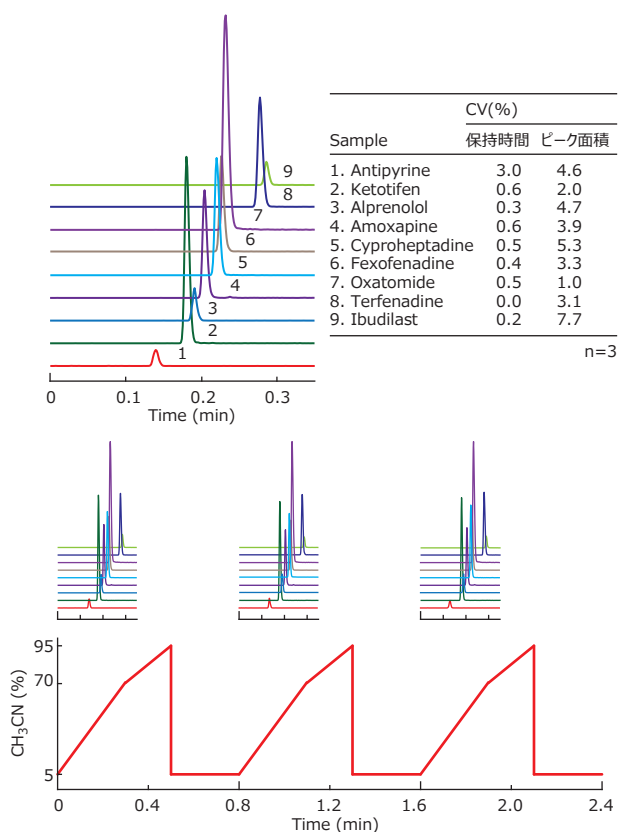 CV(%)
Sample 保持時間 ピーク面積
1. Antipyrine 3.0 4.6
2. Ketotifen 0.6 2.0
3. Alprenolol 0.3 4.7
4. Amoxapine 0.6 3.9
5. Cyproheptadine 0.5 5.3
6. Fexofenadine 0.4 3.3
7. Oxatomide 0.5 1.0
8. Terfenadine 0.0 3.1
9. Ibudilast 0.2 7.7
n=3
9
8
7
6
5
4
3
2
1
0 0.1 0.2 0.3
Time (min)
95
70
5
CH₃CN (%)
0 0.4 0.8 1.2 1.6 2.0 2.4
Time (min)